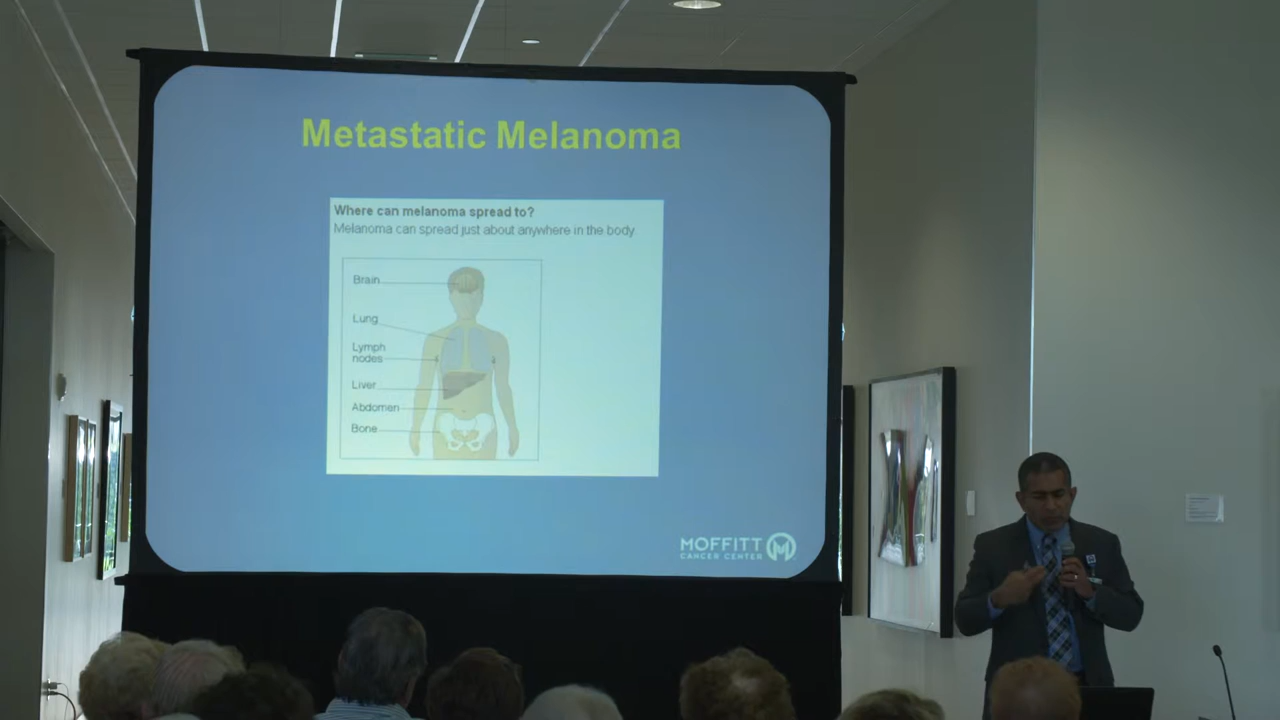 Metastatic Melanoma
Where can melanoma spread to?
Melanoma can spread just about anywhere in the body
Brain
Lung
Lymph
nodes
Liver
Abdomen
Bone
MOFFITT
CANCER CENTER